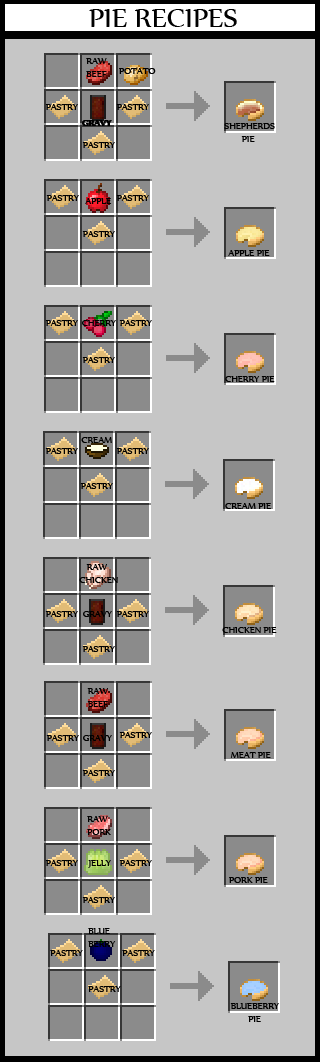 PIE RECIPES
RAW
BEEF POTATO
PASTRY GRAVY PASTRY
PASTRY
SHEPHERDS
PIE
PASTRY APPLE PASTRY
PASTRY
APPLE PIE
PASTRY CHERRY PASTRY
PASTRY
CHERRY PIE
CREAM
PASTRY PASTRY
PASTRY
CREAM PIE
RAW
CHICKEN
PASTRY GRAVY PASTRY
PASTRY
CHICKEN PIE
RAW
BEEF
PASTRY GRAVY PASTRY
PASTRY
MEAT PIE
RAW
PORK
PASTRY JELLY PASTRY
PASTRY
PORK PIE
BLUE
BERRY
PASTRY PASTRY
PASTRY
BLUEBERRY
PIE